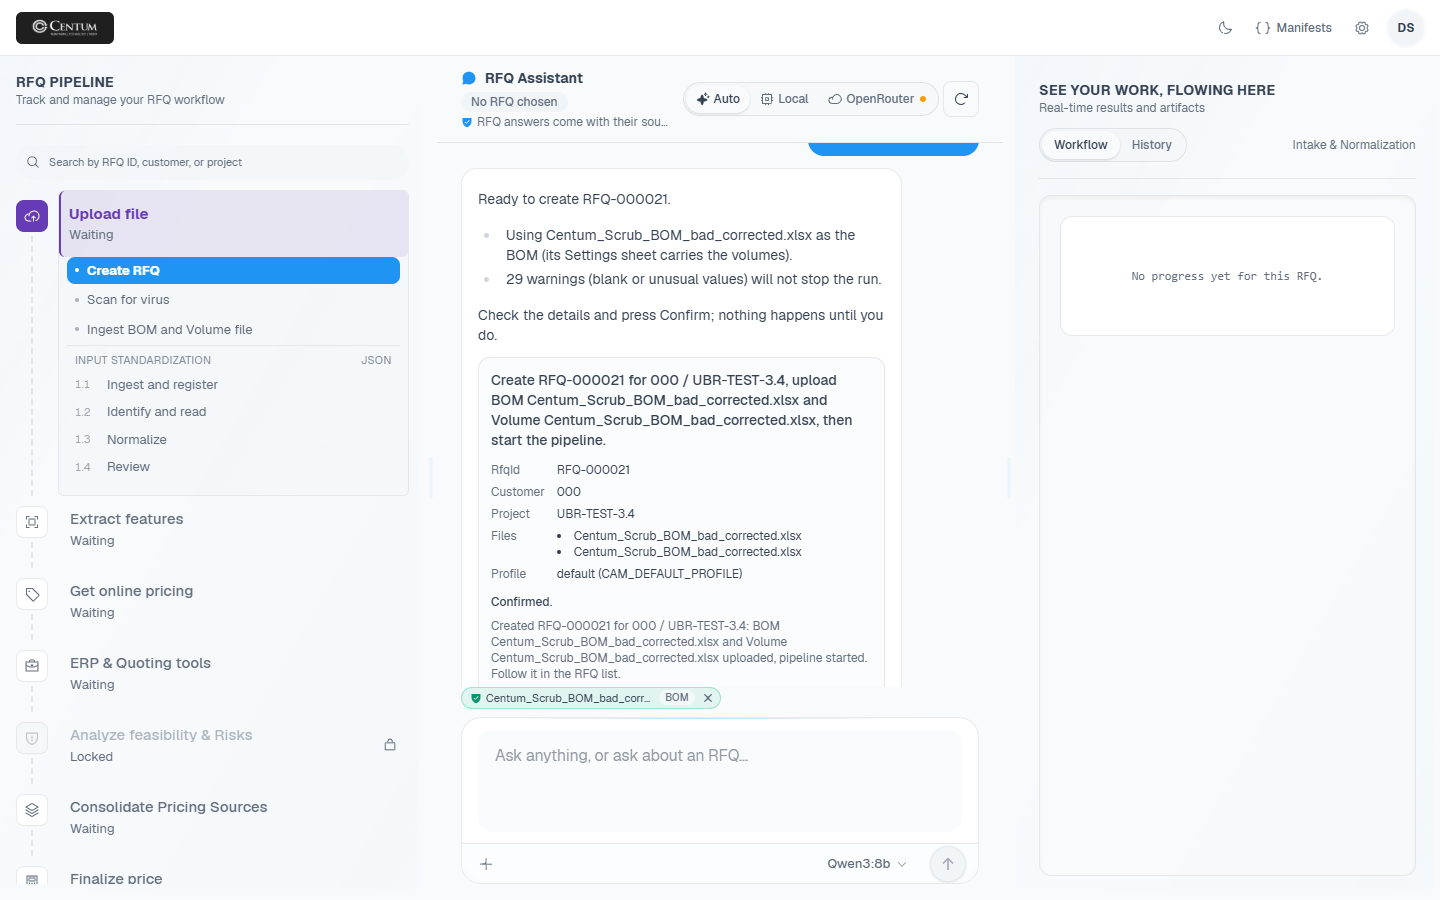 CENTUM
Manifests
DS
RFQ PIPELINE
Track and manage your RFQ workflow
Search by RFQ ID, customer, or project
Upload file
Waiting
Create RFQ
Scan for virus
Ingest BOM and Volume file
INPUT STANDARDIZATION JSON
1.1 Ingest and register
1.2 Identify and read
1.3 Normalize
1.4 Review
Extract features
Waiting
Get online pricing
Waiting
ERP & Quoting tools
Waiting
Analyze feasibility & Risks
Locked
Consolidate Pricing Sources
Waiting
Finalize price
RFQ Assistant
No RFQ chosen
RFQ answers come with their sou...
Auto Local OpenRouter
Ready to create RFQ-000021.
• Using Centum_Scrub_BOM_bad_corrected.xlsx as the
BOM (its Settings sheet carries the volumes).
• 29 warnings (blank or unusual values) will not stop the run.
Check the details and press Confirm; nothing happens until you
do.
Create RFQ-000021 for 000 / UBR-TEST-3.4, upload
BOM Centum_Scrub_BOM_bad_corrected.xlsx and
Volume Centum_Scrub_BOM_bad_corrected.xlsx, then
start the pipeline.
RfqId RFQ-000021
Customer 000
Project UBR-TEST-3.4
Files • Centum_Scrub_BOM_bad_corrected.xlsx
• Centum_Scrub_BOM_bad_corrected.xlsx
Profile default (CAM_DEFAULT_PROFILE)
Confirmed.
Created RFQ-000021 for 000 / UBR-TEST-3.4: BOM
Centum_Scrub_BOM_bad_corrected.xlsx and Volume
Centum_Scrub_BOM_bad_corrected.xlsx uploaded, pipeline started.
Follow it in the RFQ list.
Centum_Scrub_BOM_bad_corr... BOM
Ask anything, or ask about an RFQ...
Qwen3:8b
SEE YOUR WORK, FLOWING HERE
Real-time results and artifacts
Workflow History Intake & Normalization
No progress yet for this RFQ.